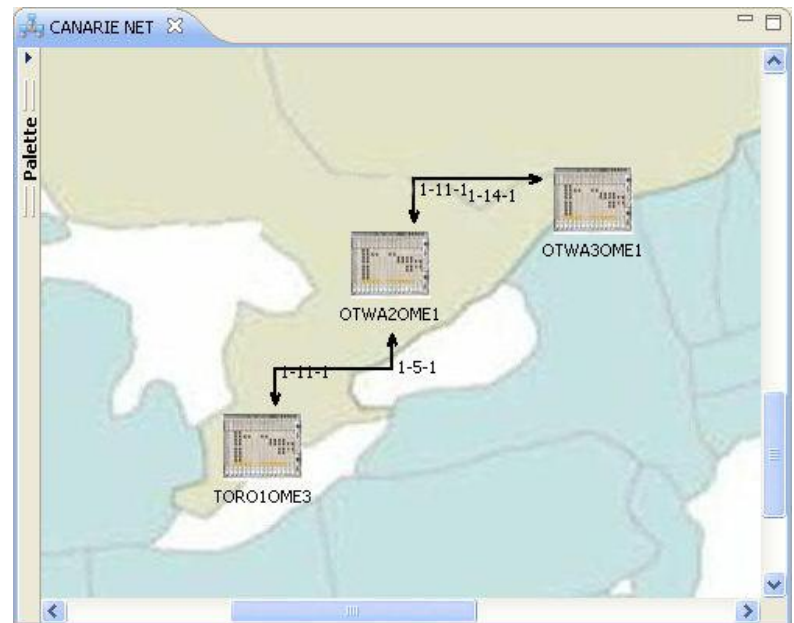 CANARIE NET
Palette
1-11-1
1-14-1
OTWA3OME1
OTWA2OME1
1-11-1
1-5-1
TORO1OME3